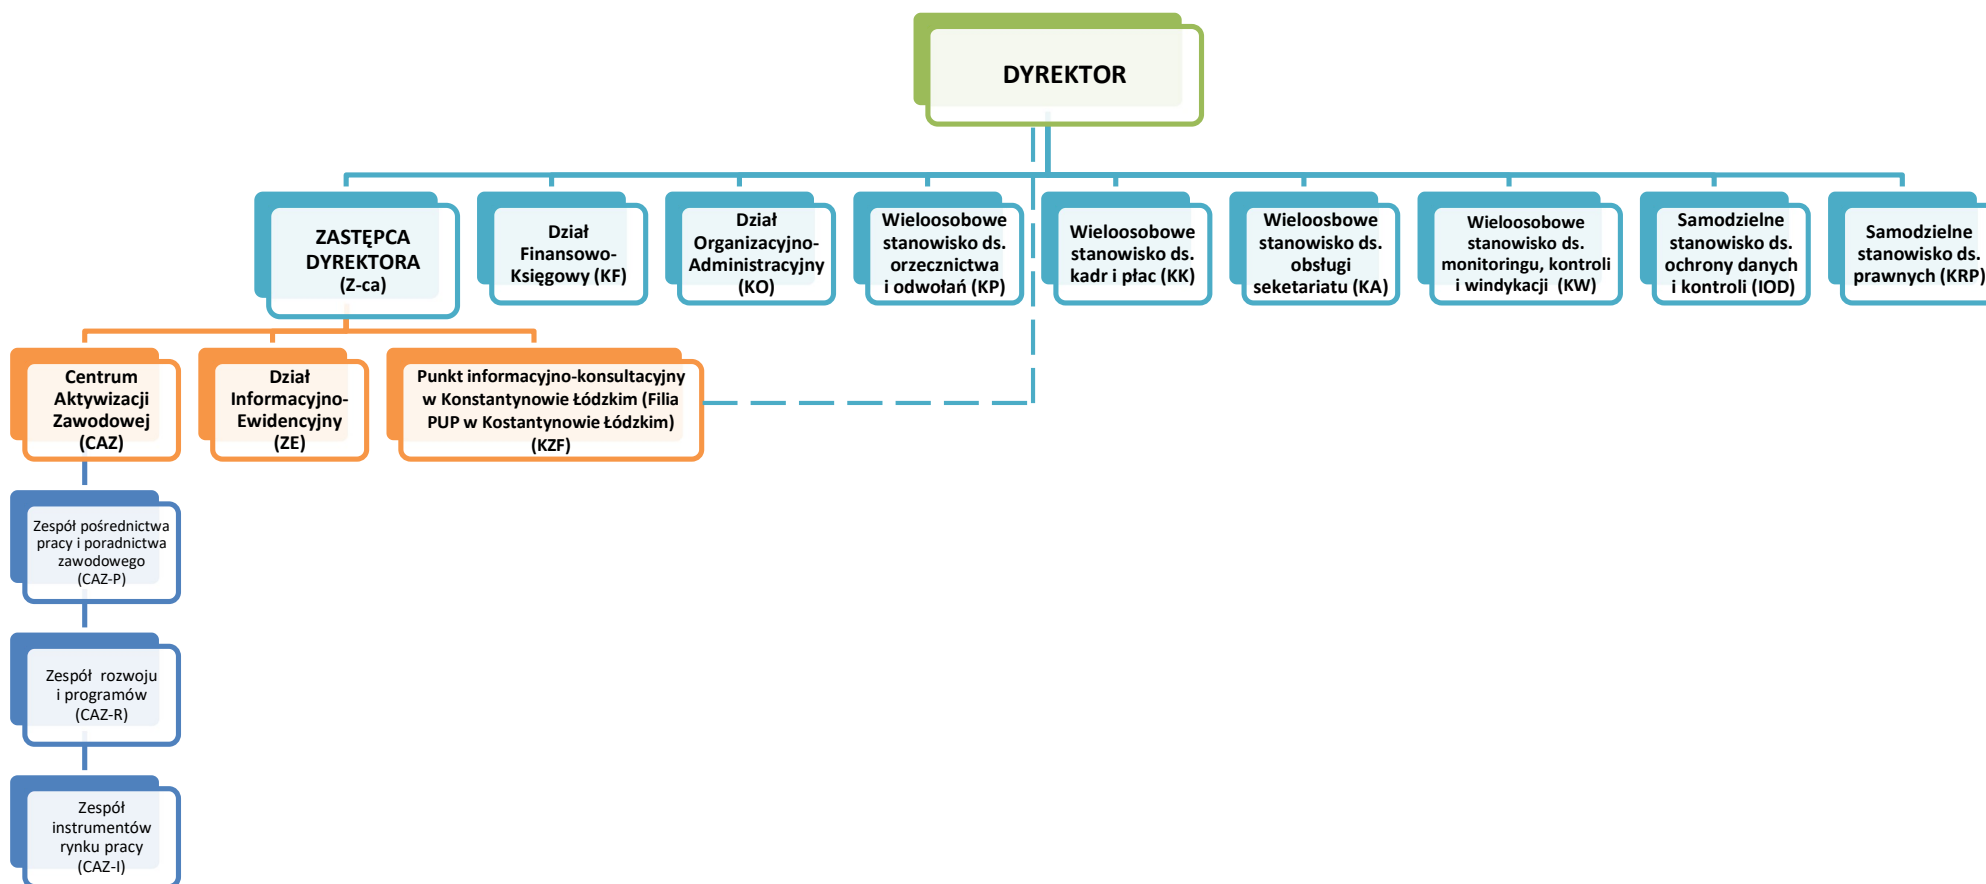 DYREKTOR
ZASTĘPCA
DYREKTORA
(Z-ca)
Dział
Finansowo-
Księgowy (KF)
Dział
Organizacyjno-
Administracyjny
(KO)
Wieloosobowe
stanowisko ds.
orzecznictwa
i odwołań (KP)
Wieloosobowe
stanowisko ds.
kadr i płac (KK)
Wieloosbowe
stanowisko ds.
obsługi
seketariatu (KA)
Wieloosobowe
stanowisko ds.
monitoringu, kontroli
i windykacji (KW)
Samodzielne
stanowisko ds.
ochrony danych
i kontroli (IOD)
Samodzielne
stanowisko ds.
prawnych (KRP)
Centrum
Aktywizacji
Zawodowej
(CAZ)
Dział
Informacyjno-
Ewidencyjny
(ZE)
Punkt informacyjno-konsultacyjny
w Konstantynowie Łódzkim (Filia
PUP w Kostantynowie Łódzkim)
(KZF)
Zespół pośrednictwa
pracy i poradnictwa
zawodowego
(CAZ-P)
Zespół rozwoju
i programów
(CAZ-R)
Zespół
instrumentów
rynku pracy
(CAZ-I)